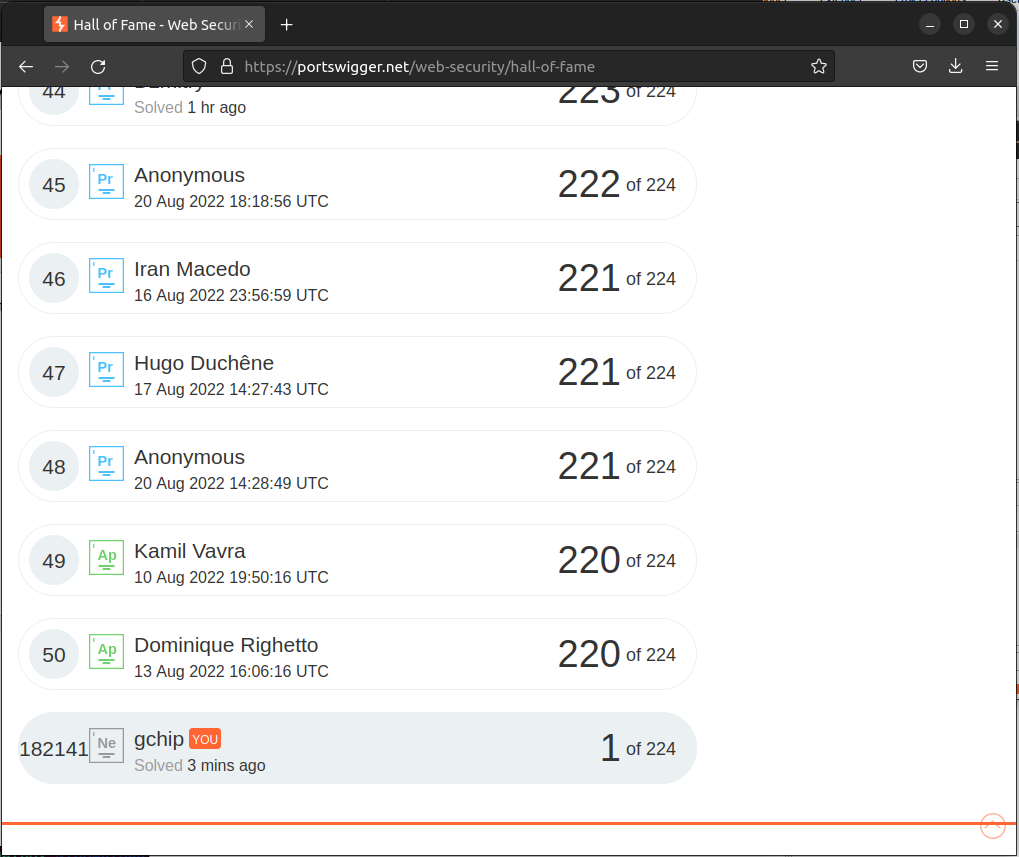 Hall of Fame - Web Securi
https://portswigger.net/web-security/hall-of-fame
44
223 of 224
Solved 1 hr ago
45
Pr
Anonymous
222 of 224
20 Aug 2022 18:18:56 UTC
46
Pr
Iran Macedo
221 of 224
16 Aug 2022 23:56:59 UTC
47
Pr
Hugo Duchêne
221 of 224
17 Aug 2022 14:27:43 UTC
48
Pr
Anonymous
221 of 224
20 Aug 2022 14:28:49 UTC
49
Ap
Kamil Vavra
220 of 224
10 Aug 2022 19:50:16 UTC
50
Ap
Dominique Righetto
220 of 224
13 Aug 2022 16:06:16 UTC
182141
Ne
gchip YOU
1 of 224
Solved 3 mins ago